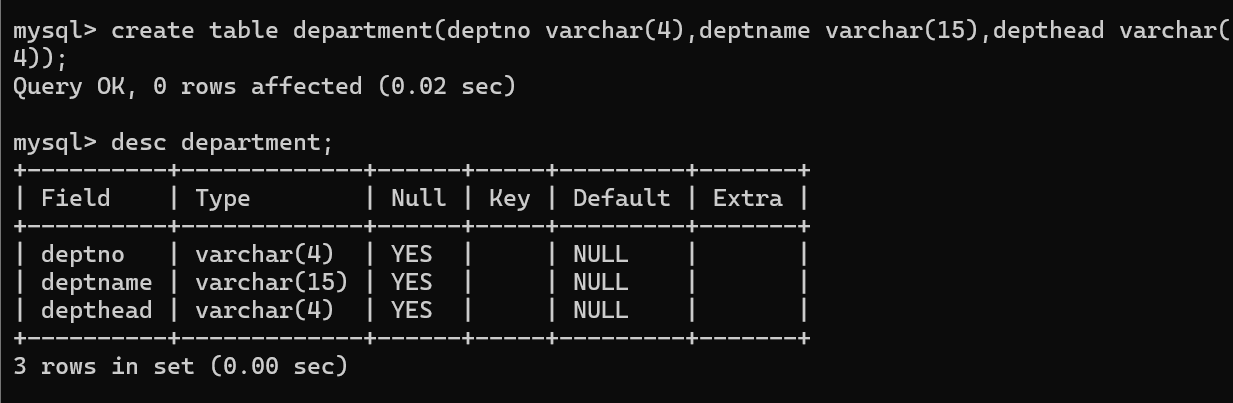 mysql> create table department(deptno varchar(4),deptname varchar(15),depthead varchar(
4));
Query OK, 0 rows affected (0.02 sec)
mysql> desc department;
+----------+-------------+------+-----+---------+-------+
| Field    | Type        | Null | Key | Default | Extra |
+----------+-------------+------+-----+---------+-------+
| deptno   | varchar(4)  | YES  |     | NULL    |       |
| deptname | varchar(15) | YES  |     | NULL    |       |
| depthead | varchar(4)  | YES  |     | NULL    |       |
+----------+-------------+------+-----+---------+-------+
3 rows in set (0.00 sec)